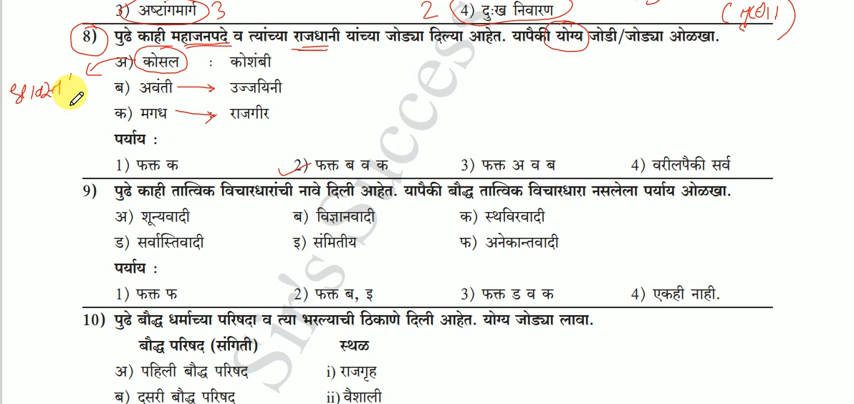 3) अष्टांगमार्ग 3 2 4) दुःख निवारण
8) पुढे काही महाजनपदे व त्यांच्या राजधानी यांच्या जोड्या दिल्या आहेत. यापैकी योग्य जोडी/जोड्या ओळखा.
अ) कोसल : कोशंबी
ब) अवंती उज्जयिनी
क) मगध राजगीर
पर्याय :
1) फक्त क 2) फक्त ब व क 3) फक्त अ व ब 4) वरीलपैकी सर्व
9) पुढे काही तात्विक विचारधारांची नावे दिली आहेत. यापैकी बौद्ध तात्विक विचारधारा नसलेला पर्याय ओळखा.
अ) शून्यवादी ब) विज्ञानवादी क) स्थविरवादी
ड) सर्वास्तिवादी इ) संमितीय फ) अनेकान्तवादी
पर्याय :
1) फक्त फ 2) फक्त ब, इ 3) फक्त ड व क 4) एकही नाही.
10) पुढे बौद्ध धर्माच्या परिषदा व त्या भरल्याची ठिकाणे दिली आहेत. योग्य जोड्या लावा.
बौद्ध परिषद (संगिती) स्थळ
अ) पहिली बौद्ध परिषद i) राजगृह
ब) दुसरी बौद्ध परिषद ii) वैशाली
Sir's Success